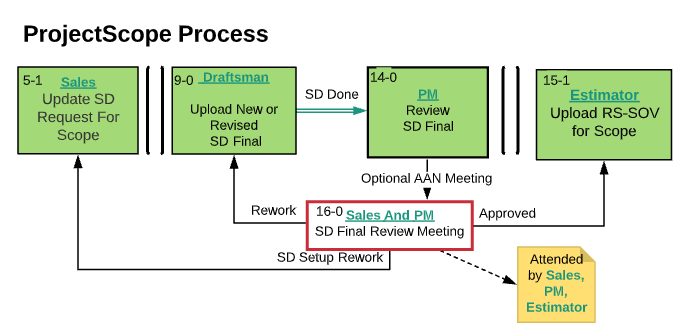 ProjectScope Process
5-1 Sales
Update SD
Request For
Scope
9-0 Draftsman
Upload New or
Revised
SD Final
SD Done
14-0
PM
Review
SD Final
15-1
Estimator
Upload RS-SOV
for Scope
Optional AAN Meeting
Rework
16-0 Sales And PM
SD Final Review Meeting
Approved
SD Setup Rework
Attended
by Sales,
PM,
Estimator